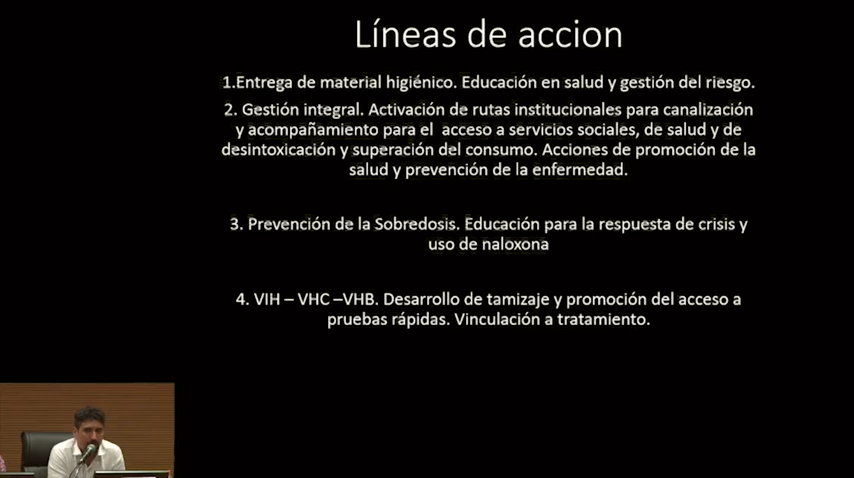 Líneas de accion
1.Entrega de material higiénico. Educación en salud y gestión del riesgo.
2. Gestión integral. Activación de rutas institucionales para canalización
y acompañamiento para el acceso a servicios sociales, de salud y de
desintoxicación y superación del consumo. Acciones de promoción de la
salud y prevención de la enfermedad.
3. Prevención de la Sobredosis. Educación para la respuesta de crisis y
uso de naloxona
4. VIH – VHC –VHB. Desarrollo de tamizaje y promoción del acceso a
pruebas rápidas. Vinculación a tratamiento.